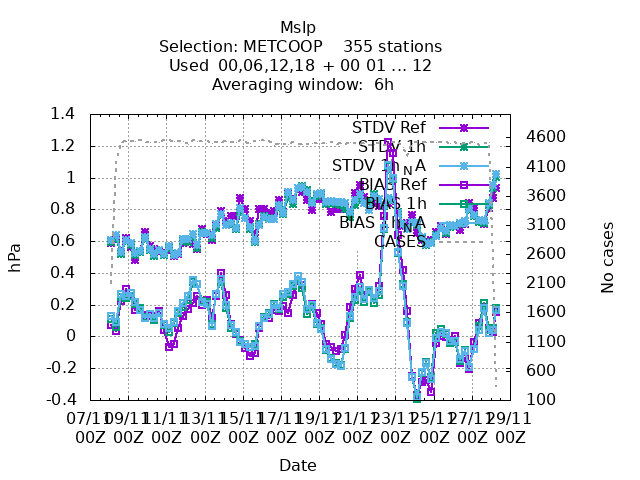 Mslp
Selection: METCOOP    355 stations
Used  00,06,12,18 + 00 01 ... 12
Averaging window:  6h
1.4
1.2
1
0.8
0.6
0.4
0.2
0
-0.2
-0.4
hPa
STDV Ref
STDV 1h
STDV 1h_NA
BIAS Ref
BIAS 1h
BIAS 1h_NA
CASES
4600
4100
3600
3100
2600
2100
1600
1100
600
100
No cases
07/11 09/11 11/11 13/11 15/11 17/11 19/11 21/11 23/11 25/11 27/11 29/11
00Z 00Z 00Z 00Z 00Z 00Z 00Z 00Z 00Z 00Z 00Z 00Z
Date